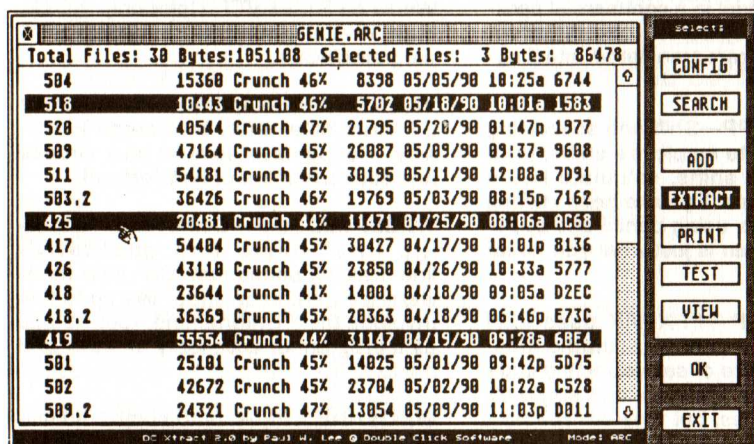 GENIE.ARC
Total Files: 30 Bytes:1051108 Selected Files: 3 Bytes: 86478
504 15360 Crunch 46% 8398 05/05/90 10:25a 6744
518 10443 Crunch 46% 5702 05/18/90 10:01a 1583
520 40544 Crunch 47% 21795 05/20/90 01:47p 1977
509 47164 Crunch 45% 26087 05/09/90 09:37a 9608
511 54181 Crunch 45% 30195 05/11/90 12:08a 7D91
503.2 36426 Crunch 46% 19769 05/03/90 08:15p 7162
425 20481 Crunch 44% 11471 04/25/90 08:06a AC68
417 54404 Crunch 45% 30427 04/17/90 10:01p 8136
426 43110 Crunch 45% 23850 04/26/90 10:33a 5777
418 23644 Crunch 41% 14001 04/18/90 09:05a D2EC
418.2 36369 Crunch 45% 20363 04/18/90 06:46p E73C
419 55554 Crunch 44% 31147 04/19/90 09:28a 6BE4
501 25101 Crunch 45% 14025 05/01/90 09:42p 5D75
502 42672 Crunch 45% 23704 05/02/90 10:22a C528
509.2 24321 Crunch 47% 13054 05/09/90 11:03p D011
DC Xtract 2.0 by Paul W. Lee @ Double Click Software Mode: ARC
Select:
CONFIG
SEARCH
ADD
EXTRACT
PRINT
TEST
VIEW
OK
EXIT